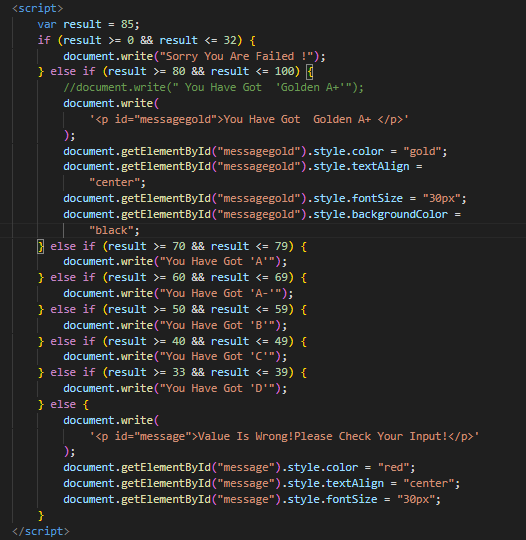 <script>
var result = 85;
if (result >= 0 && result <= 32) {
document.write("Sorry You Are Failed !");
} else if (result >= 80 && result <= 100) {
//document.write(" You Have Got  'Golden A+'");
document.write(
'<p id="messagegold">You Have Got  Golden A+ </p>'
);
document.getElementById("messagegold").style.color = "gold";
document.getElementById("messagegold").style.textAlign =
"center";
document.getElementById("messagegold").style.fontSize = "30px";
document.getElementById("messagegold").style.backgroundColor =
"black";
} else if (result >= 70 && result <= 79) {
document.write("You Have Got 'A'");
} else if (result >= 60 && result <= 69) {
document.write("You Have Got 'A-'");
} else if (result >= 50 && result <= 59) {
document.write("You Have Got 'B'");
} else if (result >= 40 && result <= 49) {
document.write("You Have Got 'C'");
} else if (result >= 33 && result <= 39) {
document.write("You Have Got 'D'");
} else {
document.write(
'<p id="message">Value Is Wrong!Please Check Your Input!</p>'
);
document.getElementById("message").style.color = "red";
document.getElementById("message").style.textAlign = "center";
document.getElementById("message").style.fontSize = "30px";
}
</script>